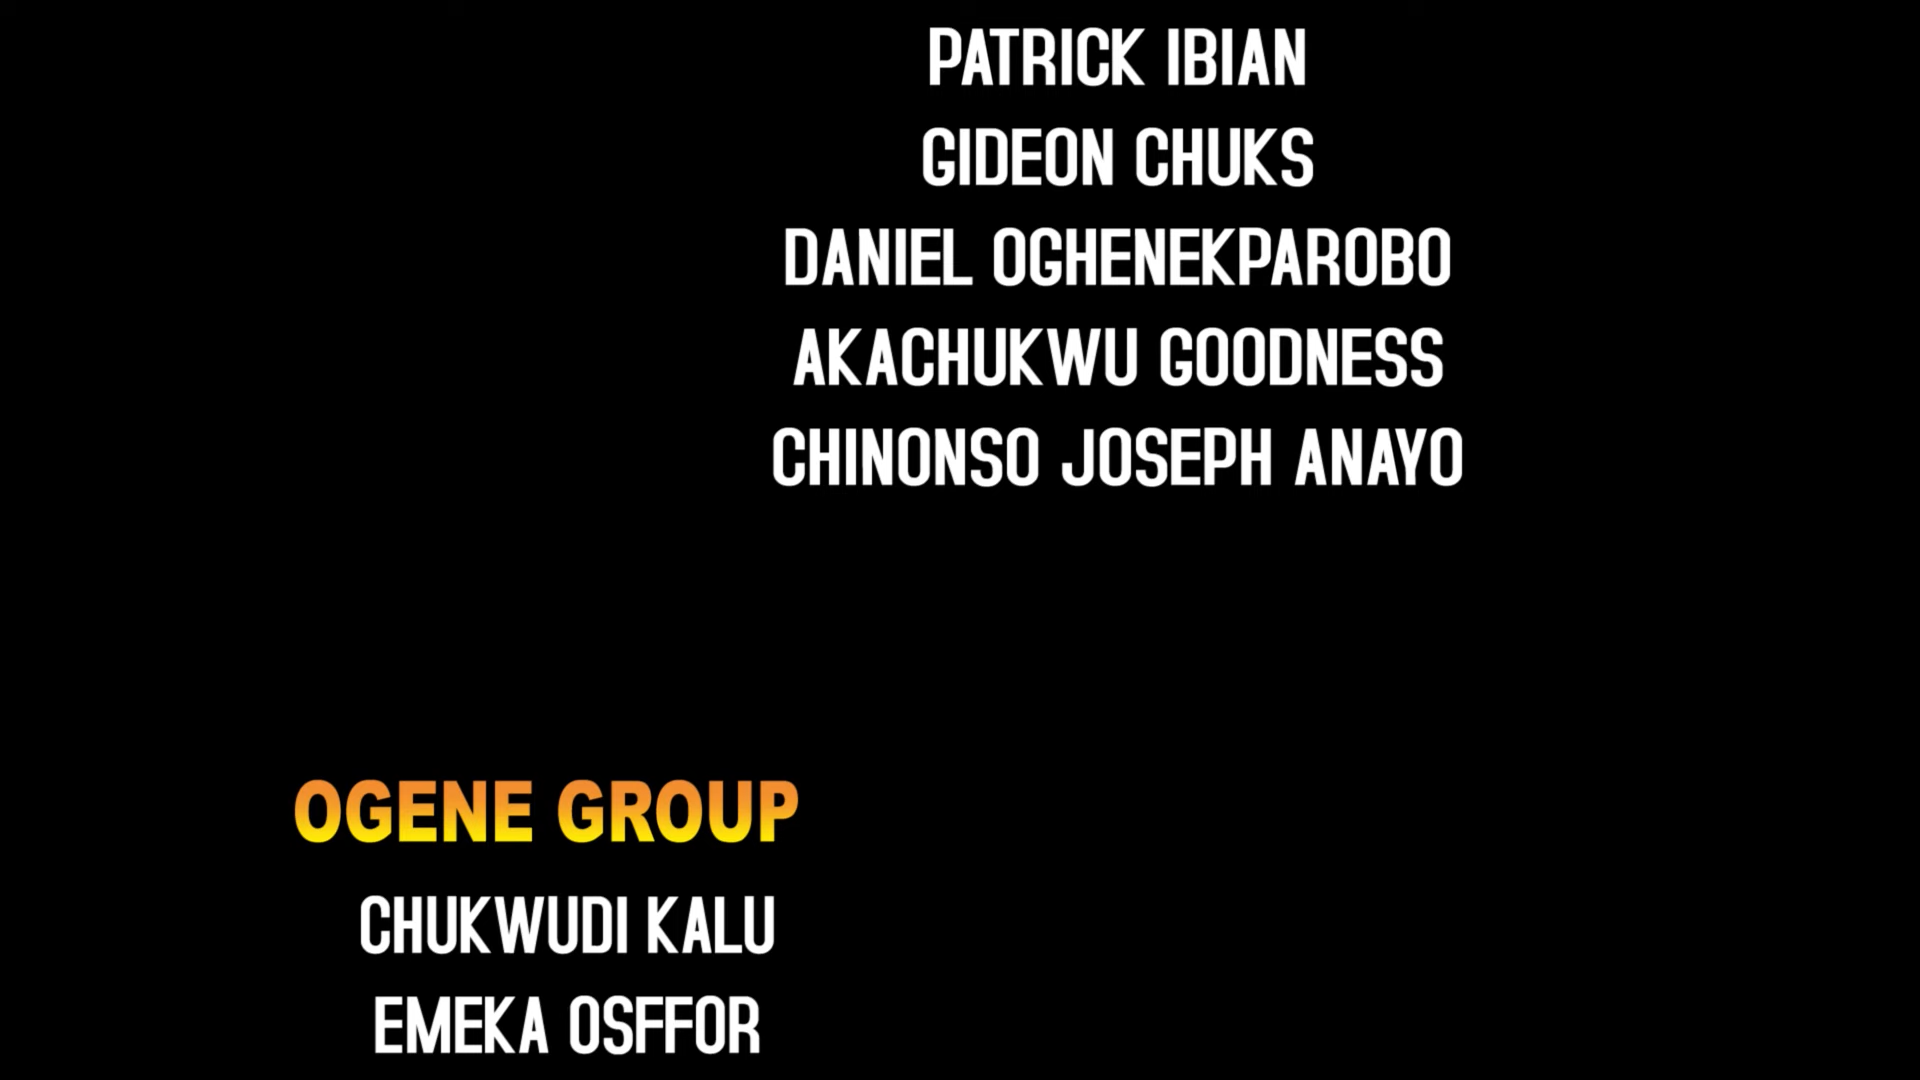 PATRICK IBIAN
GIDEON CHUKS
DANIEL OGHENEKPAROBO
AKACHUKWU GOODNESS
CHINONSO JOSEPH ANAYO
OGENE GROUP
CHUKWUDI KALU
EMEKA OSFFOR